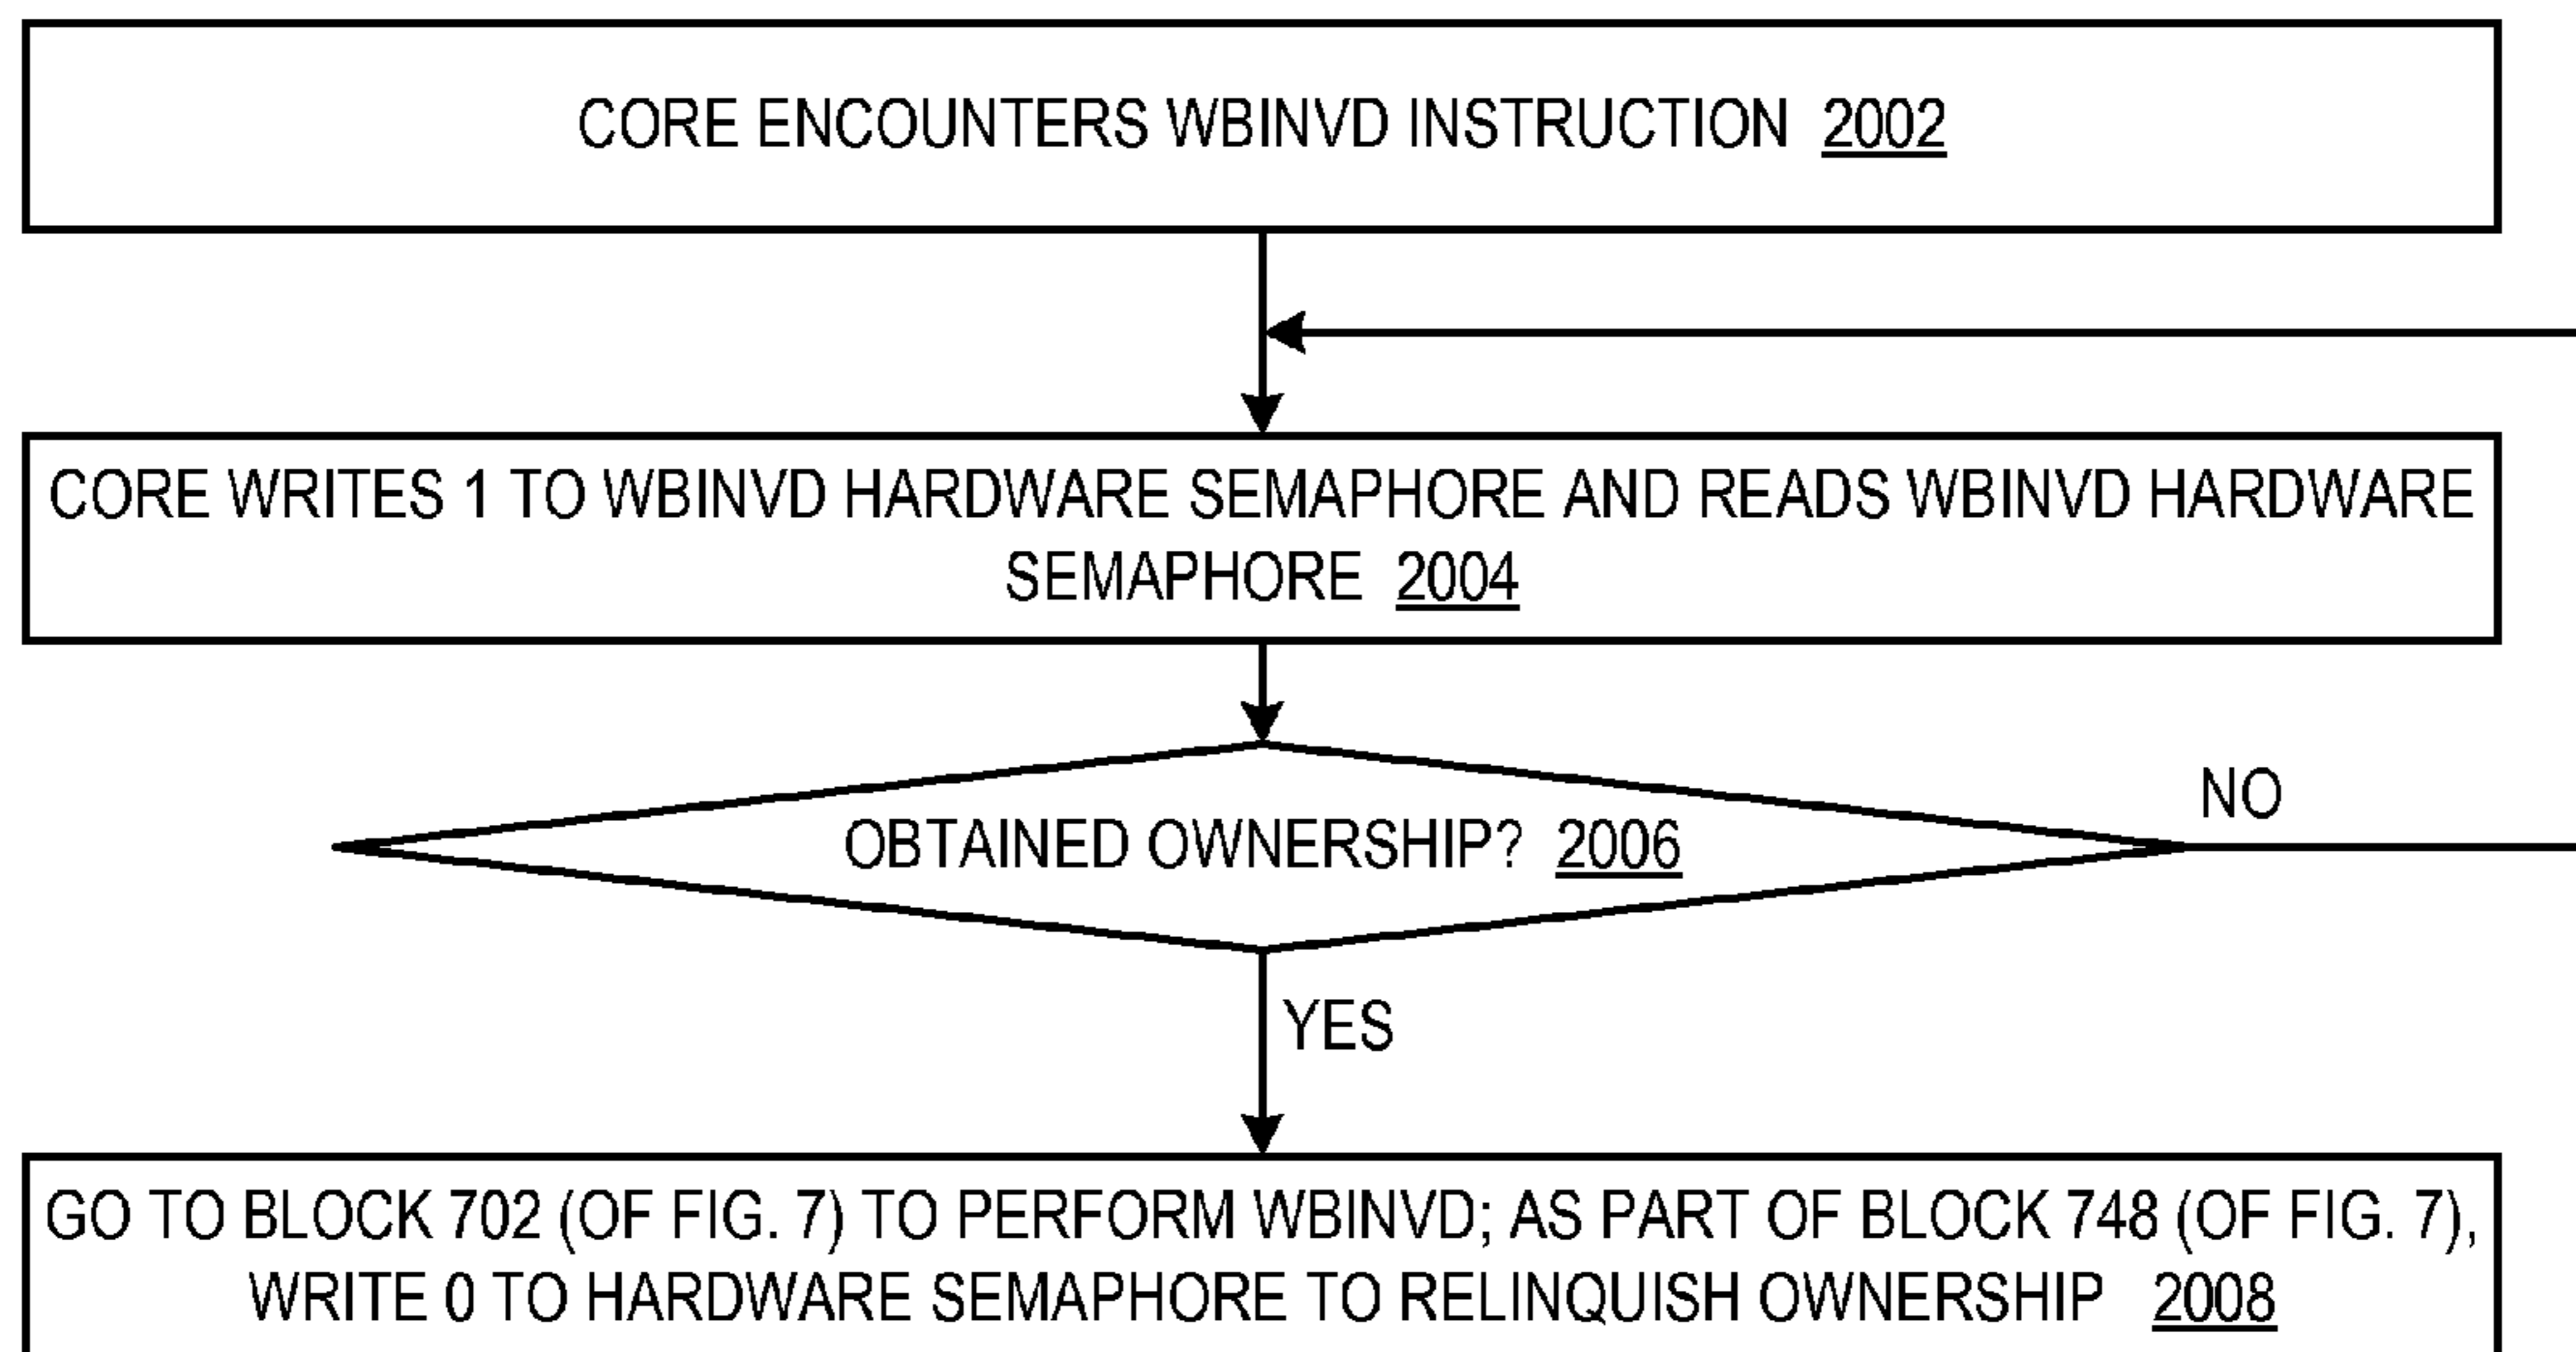 CORE ENCOUNTERS WBINVD INSTRUCTION 2002
CORE WRITES 1 TO WBINVD HARDWARE SEMAPHORE AND READS WBINVD HARDWARE
SEMAPHORE 2004
NO
OBTAINED OWNERSHIP? 2006
YES
GO TO BLOCK 702 (OF FIG. 7) TO PERFORM WBINVD; AS PART OF BLOCK 748 (OF FIG. 7),
WRITE 0 TO HARDWARE SEMAPHORE TO RELINQUISH OWNERSHIP 2008